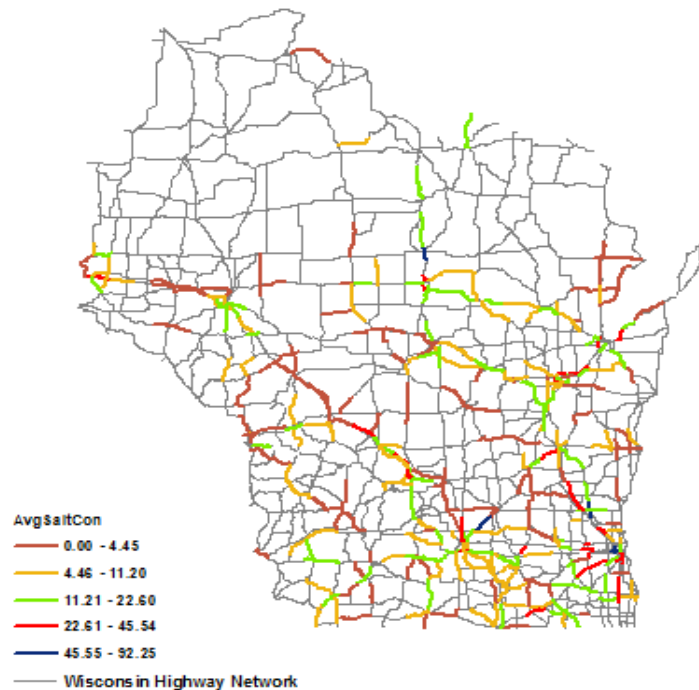 AvgSaltCon
0.00 - 4.45
4.46 - 11.20
11.21 - 22.60
22.61 - 45.54
45.55 - 92.25
Wisconsin Highway Network